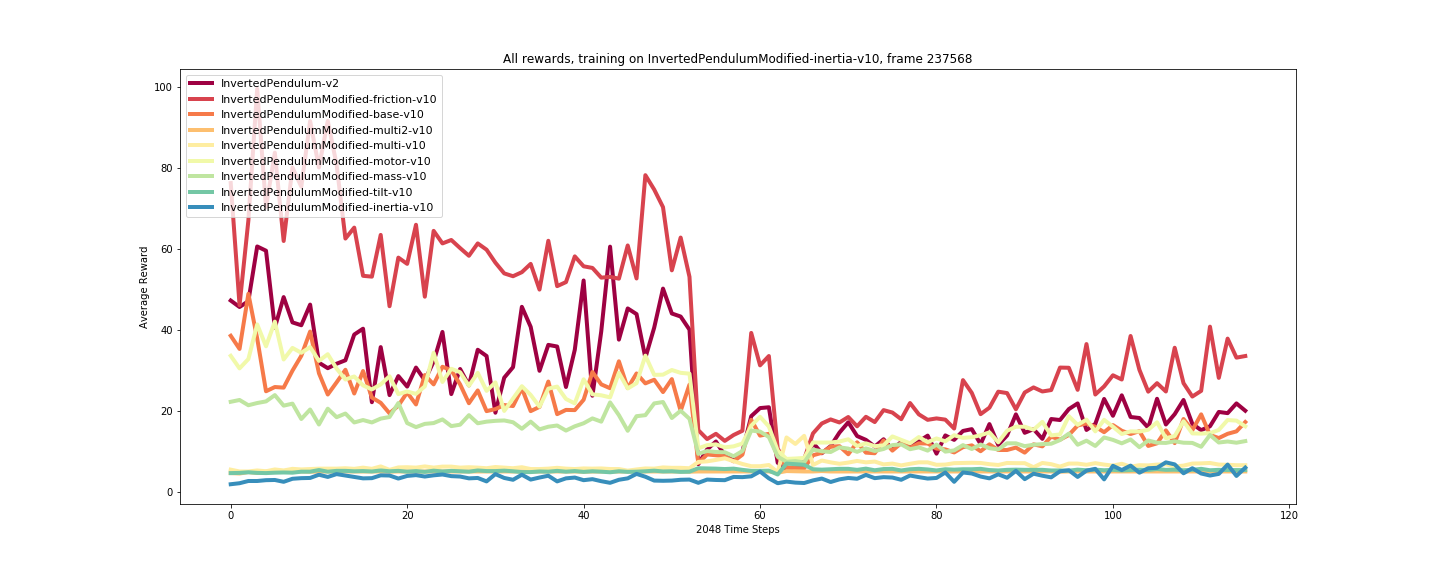 All rewards, training on InvertedPendulumModified-inertia-v10, frame 237568
InvertedPendulum-v2
InvertedPendulumModified-friction-v10
InvertedPendulumModified-base-v10
InvertedPendulumModified-multi2-v10
InvertedPendulumModified-multi-v10
InvertedPendulumModified-motor-v10
InvertedPendulumModified-mass-v10
InvertedPendulumModified-tilt-v10
InvertedPendulumModified-inertia-v10
100
80
60
40
20
0
Average Reward
0 20 40 60 80 100 120
2048 Time Steps